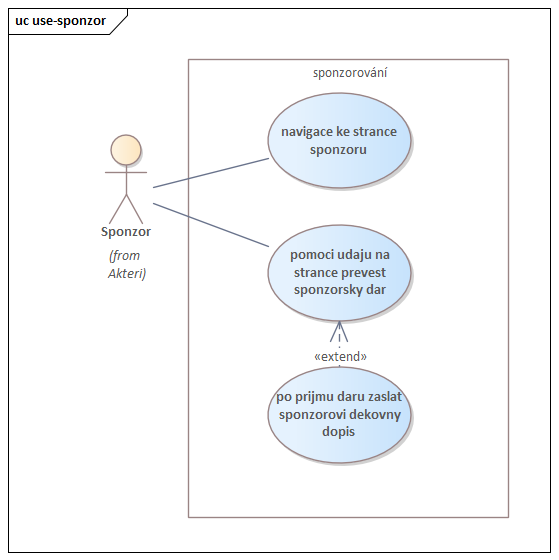 uc use-sponzor
sponzorování
navigace ke strance
sponzoru
Sponzor
(from
Akteri)
pomoci udaju na
strance prevest
sponzorsky dar
«extend»
po prijmu daru zaslat
sponzorovi dekovny
dopis